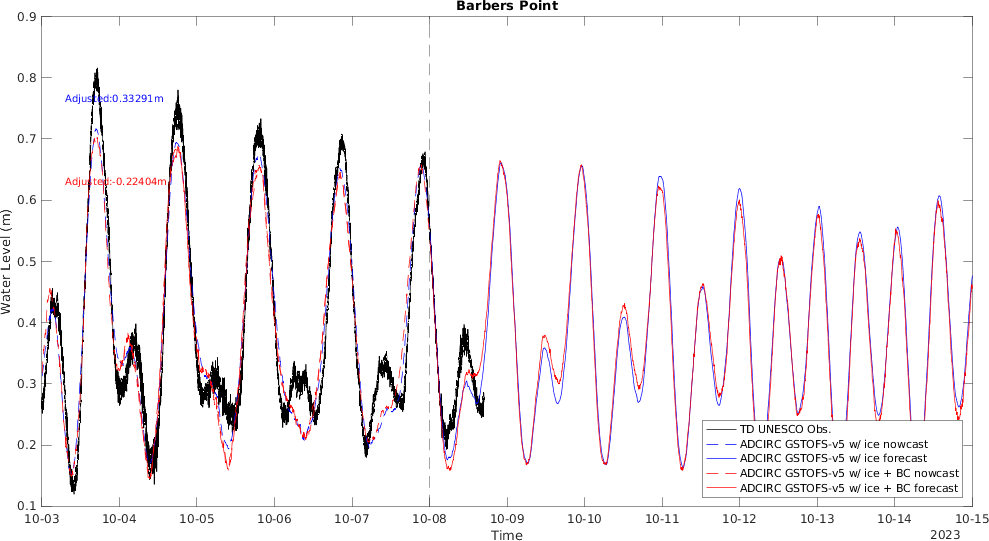 Barbers Point
0.9
0.8
0.7
0.6
0.5
0.4
0.3
0.2
0.1
Water Level (m)
Adjusted:0.33291m
Adjusted:-0.22404m
TD UNESCO Obs.
ADCIRC GSTOFS-v5 w/ ice nowcast
ADCIRC GSTOFS-v5 w/ ice forecast
ADCIRC GSTOFS-v5 w/ ice + BC nowcast
ADCIRC GSTOFS-v5 w/ ice + BC forecast
10-03 10-04 10-05 10-06 10-07 10-08 10-09 10-10 10-11 10-12 10-13 10-14 10-15
Time
2023